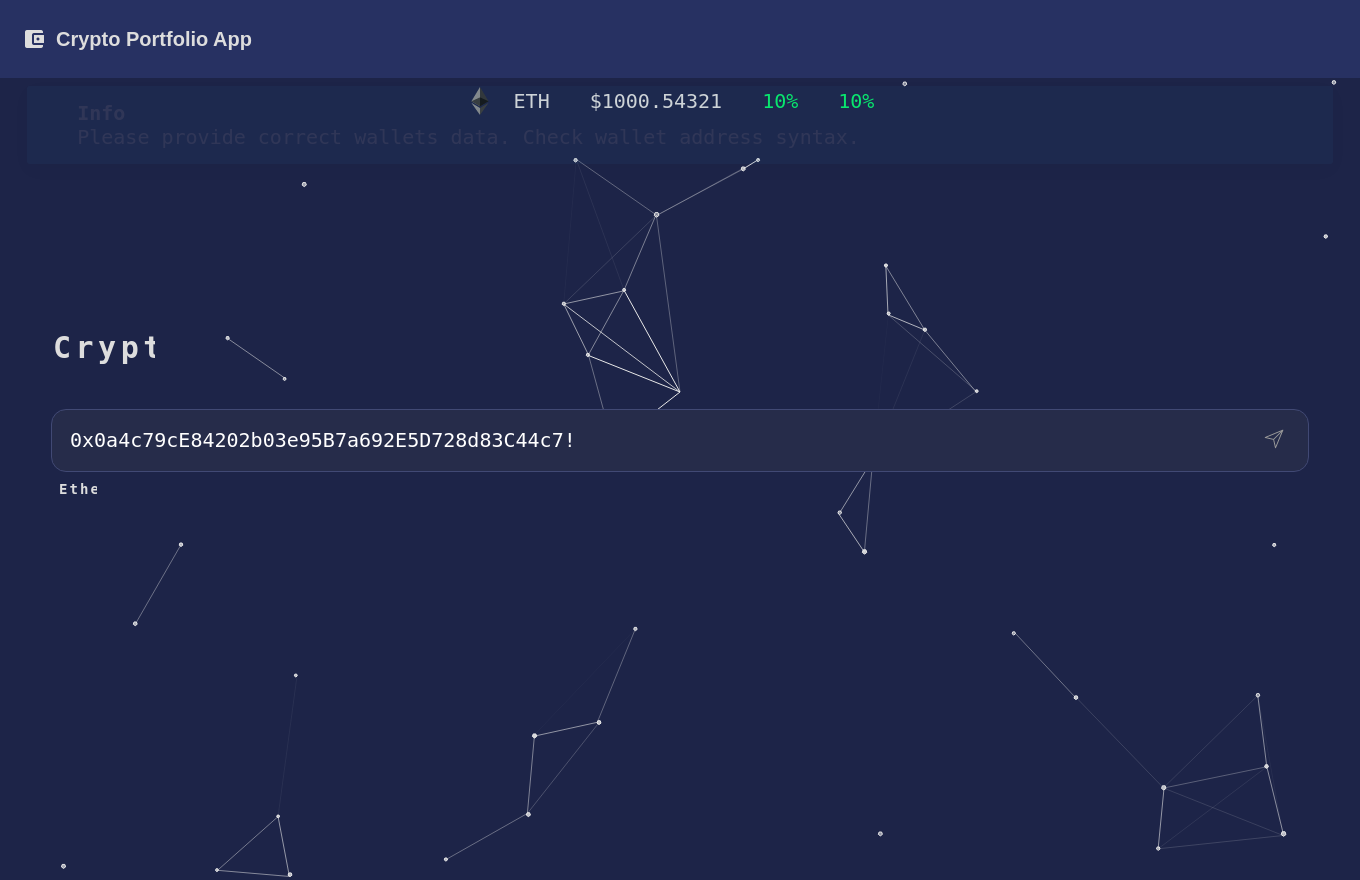 Crypto Portfolio App
ETH $1000.54321 10% 10%
Info
Please provide correct wallets data. Check wallet address syntax.
Crypt
0x0a4c79cE84202b03e95B7a692E5D728d83C44c7!
Ethe